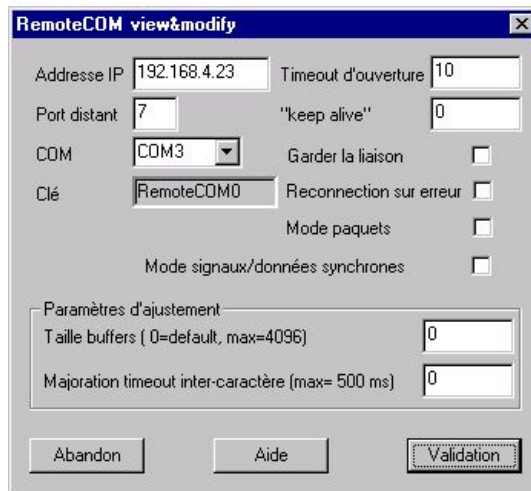 RemoteCOM view&modify
Addresse IP 192.168.4.23 Timeout d'ouverture 10
Port distant 7 "keep alive" 0
COM COM3 Garder la liaison
Clé RemoteCOM0 Reconnection sur erreur
Mode paquets
Mode signaux/données synchrones
Paramètres d'ajustement
Taille buffers ( 0=default, max=4096) 0
Majoration timeout inter-caractère (max= 500 ms) 0
Abandon Aide Validation